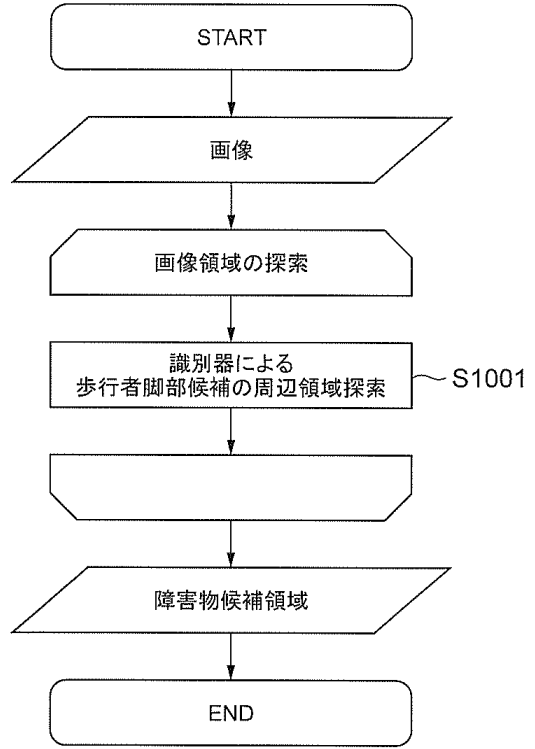 START
画像
画像領域の探索
識別器による
歩行者脚部候補の周辺領域探索
S1001
障害物候補領域
END